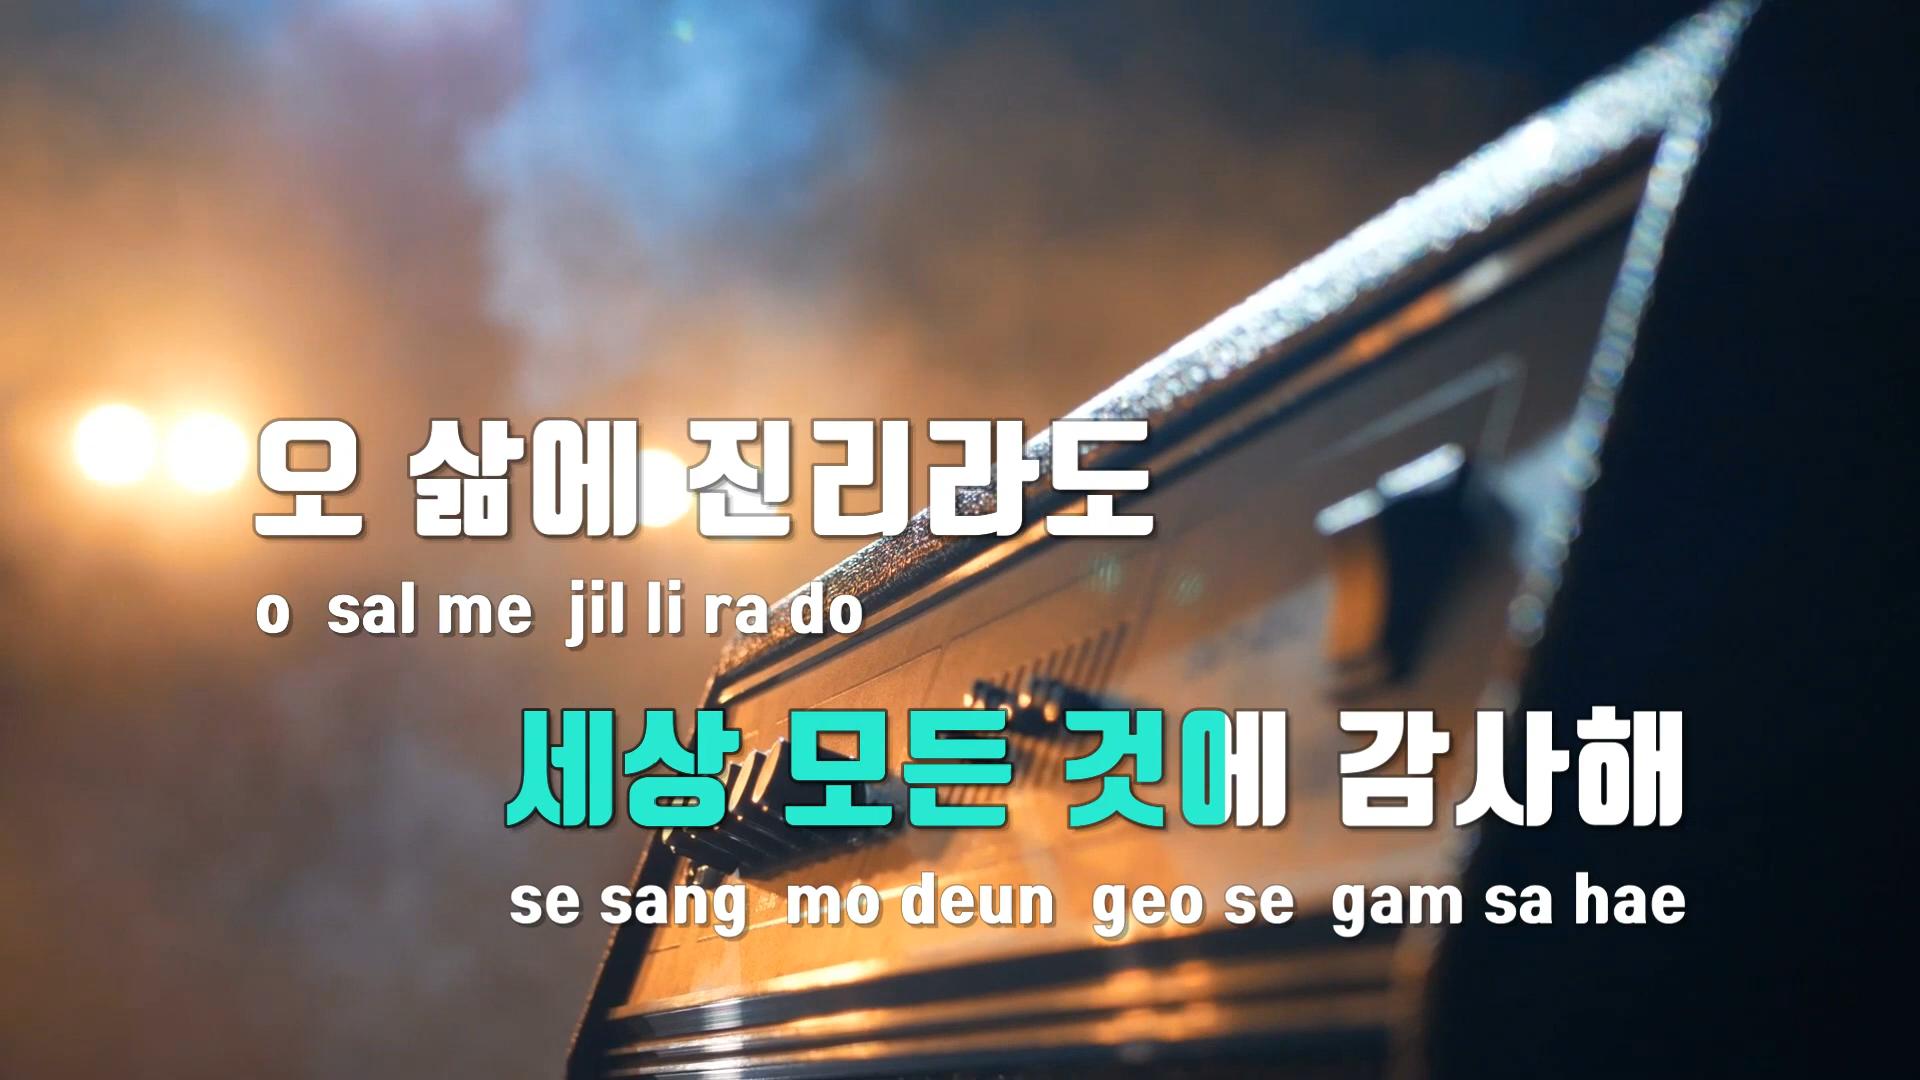 오 삶에 진리라도
o sal me jil li ra do
세상 모든 것에 감사해
se sang mo deun geo se gam sa hae